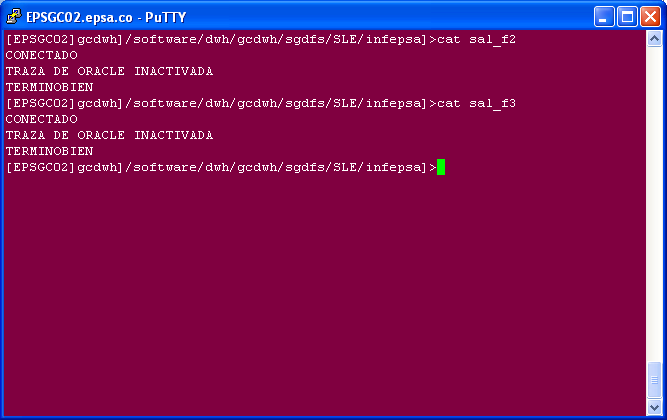 EPSGC02.epsa.co - PuTTY
[EPSGC02]gcdwh]/software/dwh/gcdwh/sgdfs/SLE/infepsa]>cat sal_f2
CONECTADO
TRAZA DE ORACLE INACTIVADA
TERMINOBIEN
[EPSGC02]gcdwh]/software/dwh/gcdwh/sgdfs/SLE/infepsa]>cat sal_f3
CONECTADO
TRAZA DE ORACLE INACTIVADA
TERMINOBIEN
[EPSGC02]gcdwh]/software/dwh/gcdwh/sgdfs/SLE/infepsa]>